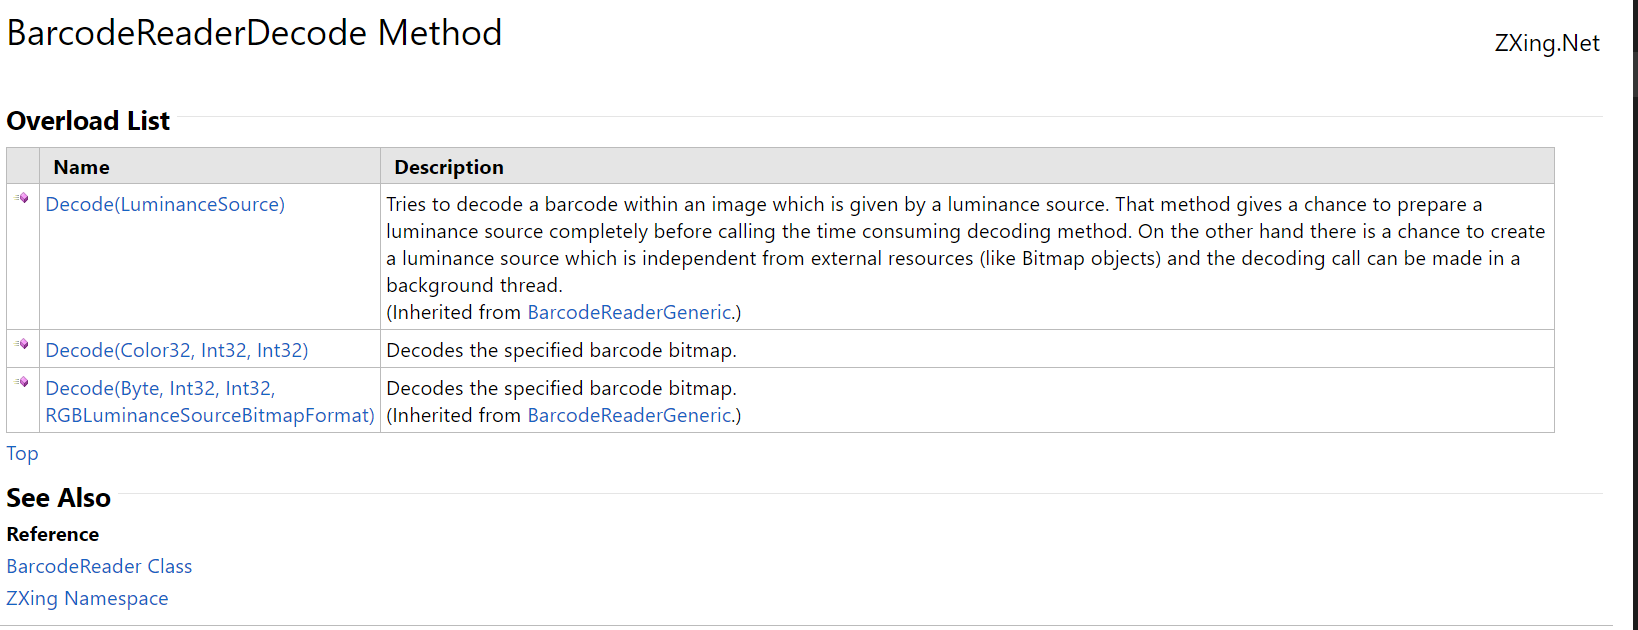 BarcodeReaderDecode Method
ZXing.Net
Overload List
Name Description
Decode(LuminanceSource) Tries to decode a barcode within an image which is given by a luminance source. That method gives a chance to prepare a
luminance source completely before calling the time consuming decoding method. On the other hand there is a chance to create
a luminance source which is independent from external resources (like Bitmap objects) and the decoding call can be made in a
background thread.
(Inherited from BarcodeReaderGeneric.)
Decode(Color32, Int32, Int32) Decodes the specified barcode bitmap.
Decode(Byte, Int32, Int32, Decodes the specified barcode bitmap.
RGBLuminanceSourceBitmapFormat) (Inherited from BarcodeReaderGeneric.)
Top
See Also
Reference
BarcodeReader Class
ZXing Namespace